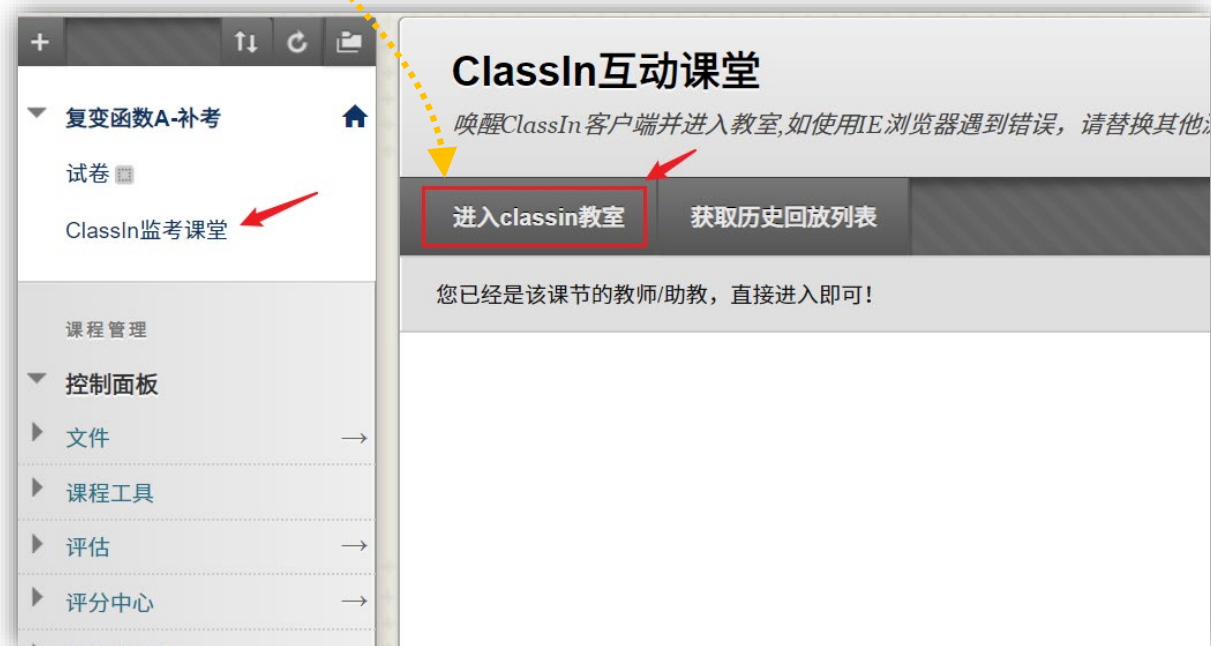 复变函数A-补考
试卷
ClassIn监考课堂
课程管理
控制面板
文件
课程工具
评估
评分中心
ClassIn互动课堂
唤醒ClassIn客户端并进入教室,如使用IE浏览器遇到错误，请替换其他
进入classin教室
获取历史回放列表
您已经是该课节的教师/助教，直接进入即可！